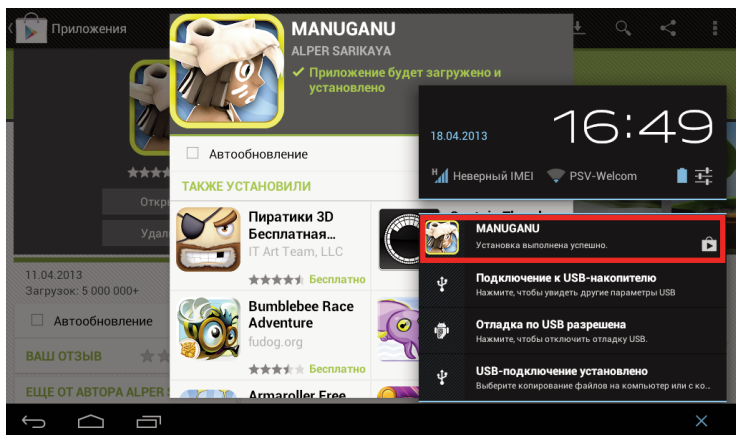 Приложения
MANUGANU
ALPER SARIKAYA
Приложение будет загружено и
установлено
Автообновление
ТАКЖЕ УСТАНОВИЛИ
Пиратики 3D
Бесплатная...
IT Art Team, LLC
Бесплатно
Bumblebee Race
Adventure
fudog.org
Бесплатно
Armaroller Free
11.04.2013
Загрузок: 5 000 000+
Автообновление
ВАШ ОТЗЫВ
ЕЩЕ ОТ АВТОРА ALPER
18.04.2013
16:49
H
Неверный IMEI
PSV-Welcom
MANUGANU
Установка выполнена успешно.
Подключение к USB-накопителю
Нажмите, чтобы увидеть другие параметры USB
Отладка по USB разрешена
Нажмите, чтобы отключить отладку USB.
USB-подключение установлено
Выберите копирование файлов на компьютер или с ко..